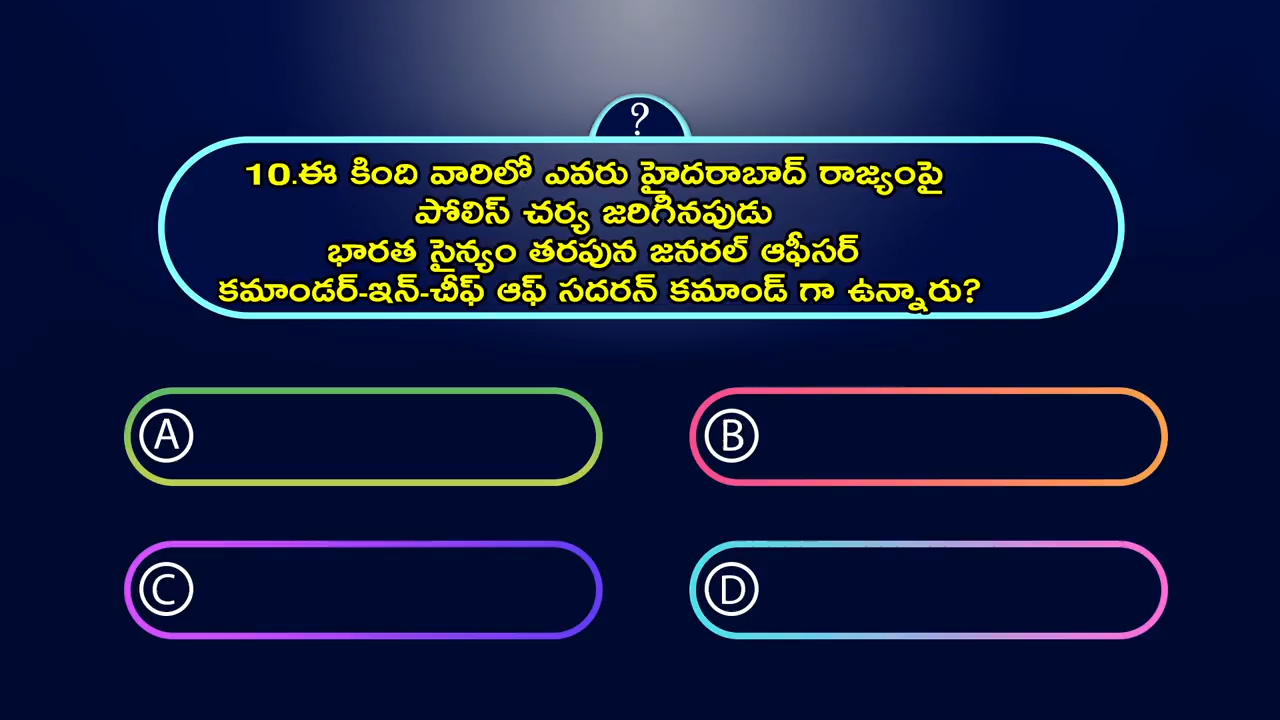 ?
10.ఈ కింది వారిలో ఎవరు హైదరాబాద్ రాజ్యంపై
పోలిస్ చర్య జరిగినపుడు
భారత సైన్యం తరపున జనరల్ ఆఫీసర్
కమాండర్-ఇన్-చీఫ్ ఆఫ్ సదరన్ కమాండ్ గా ఉన్నారు?
A
B
C
D